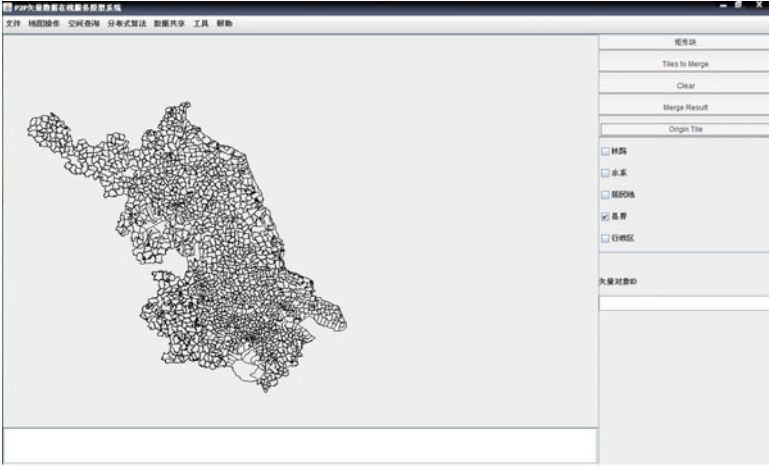 P2P矢量数据在线服务原型系统
文件 地图操作 空间查询 分布式算法 数据共享 工具 帮助
矩形块
Tiles to Merge
Clear
Merge Result
Origin Tile
铁路
水系
居民地
县界
行政区
矢量对象ID